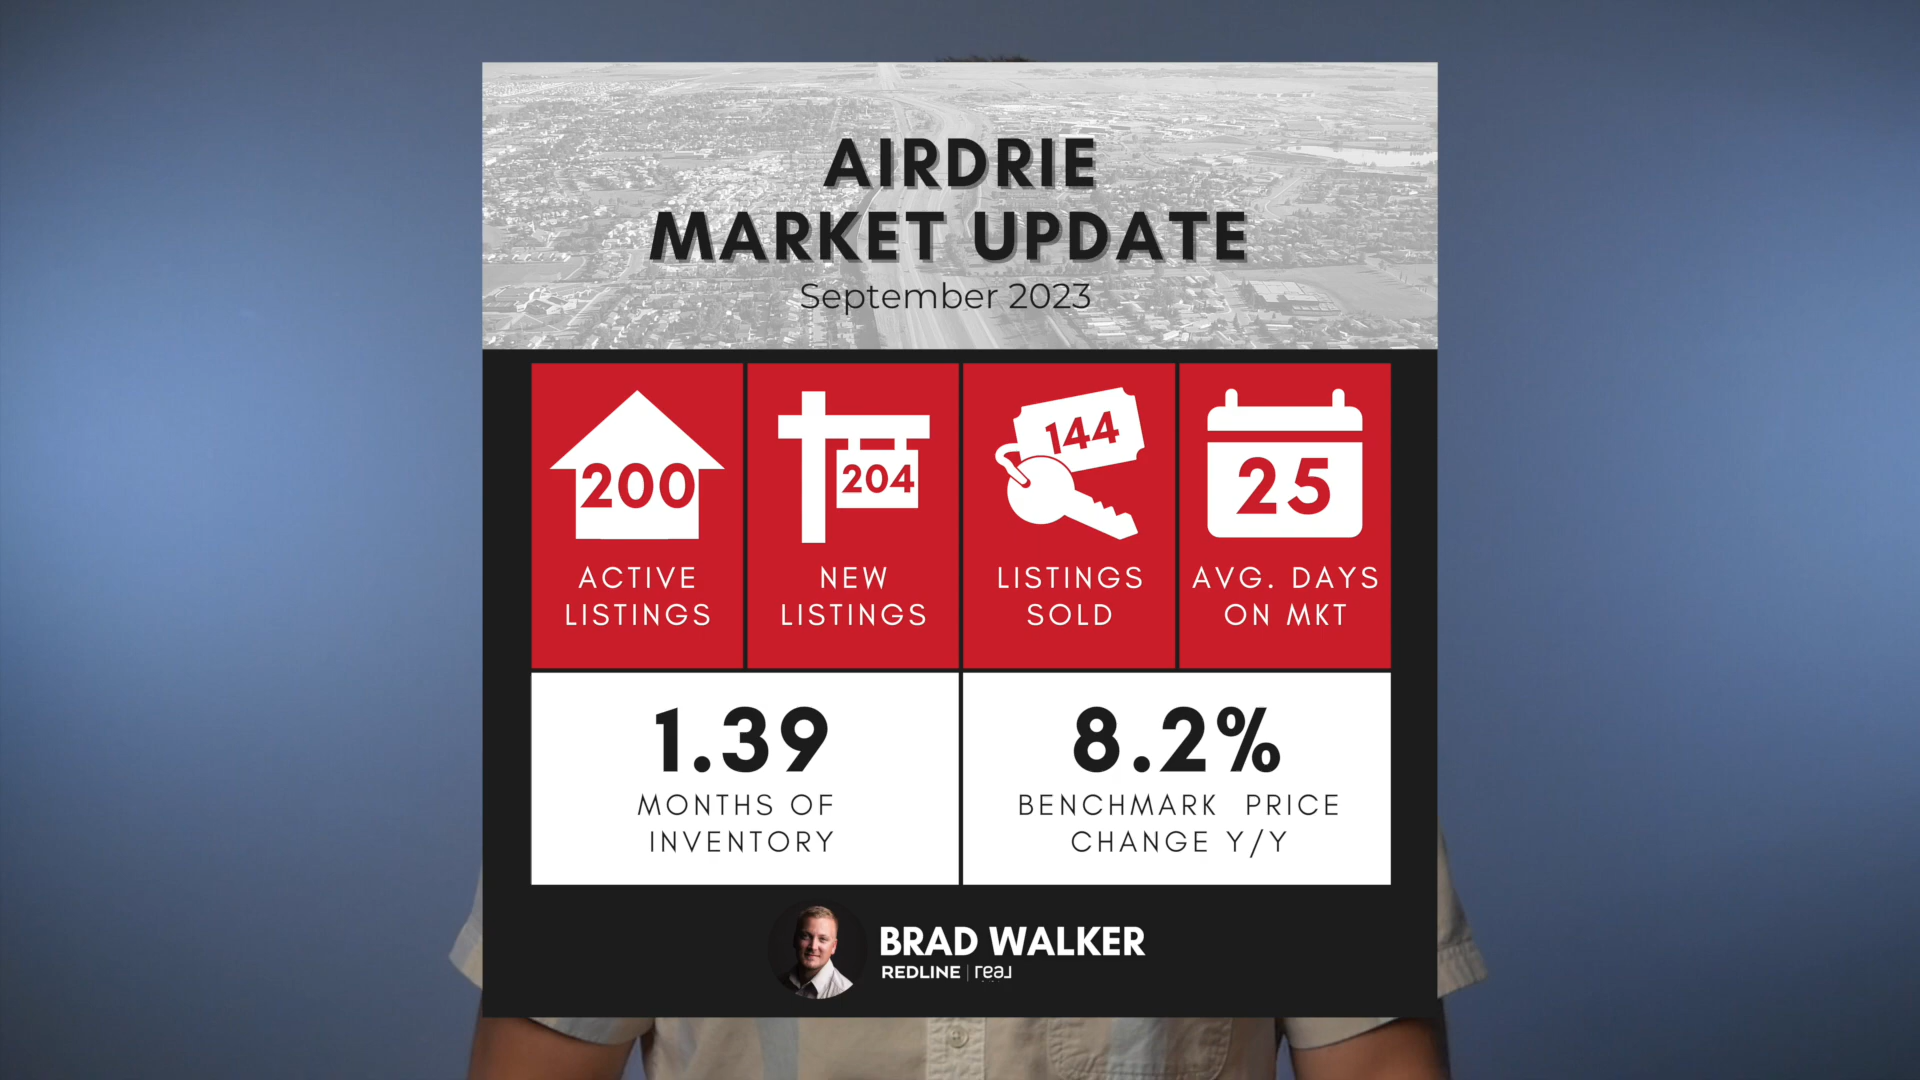 AIRDRIE
MARKET UPDATE
September 2023
200
ACTIVE
LISTINGS
204
NEW
LISTINGS
144
LISTINGS
SOLD
25
AVG. DAYS
ON MKT
1.39
MONTHS OF
INVENTORY
8.2%
BENCHMARK PRICE
CHANGE Y/Y
BRAD WALKER
REDLINE | real